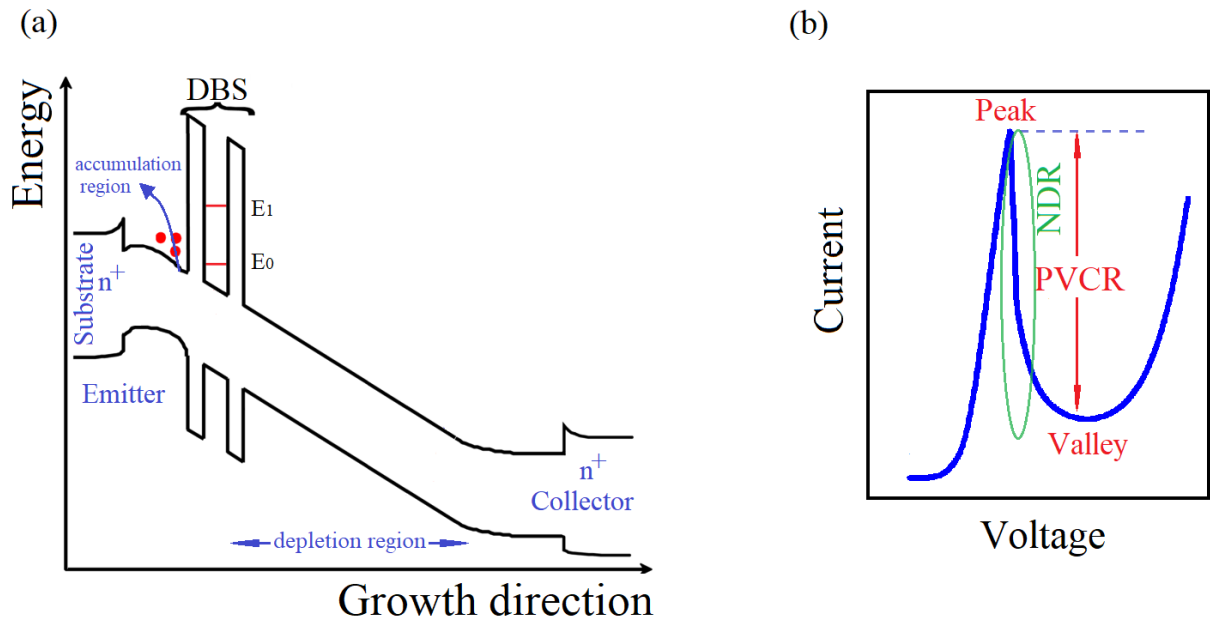 (a)
(b)
DBS
Energy
accumulation
region
E1
E0
Substrate
n+
Emitter
n+
Collector
depletion region
Growth direction
Peak
NDR
PVCR
Valley
Current
Voltage